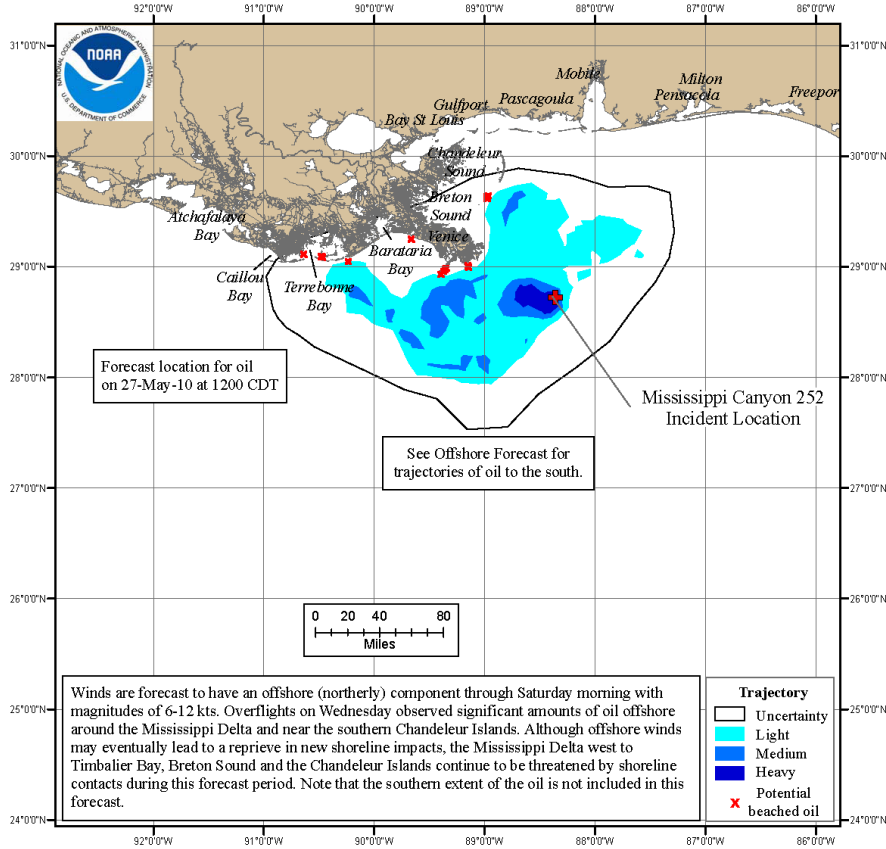 92°0'0"W 91°0'0"W 90°0'0"W 89°0'0"W 88°0'0"W 87°0'0"W 86°0'0"W
31°0'0"N 31°0'0"N
NATIONAL OCEANIC AND ATMOSPHERIC ADMINISTRATION
NOAA
U.S. DEPARTMENT OF COMMERCE
Mobile
Milton
Pensacola
Freepor
Pascagoula
Gulfport
Bay St Louis
30°0'0"N 30°0'0"N
Chandeleur
Sound
Breton
Sound
Atchafalaya
Bay
Venice
Barataria
Bay
29°0'0"N 29°0'0"N
Caillou
Bay
Terrebonne
Bay
Forecast location for oil
on 27-May-10 at 1200 CDT
28°0'0"N 28°0'0"N
Mississippi Canyon 252
Incident Location
See Offshore Forecast for
trajectories of oil to the south.
27°0'0"N 27°0'0"N
26°0'0"N 26°0'0"N
0 20 40 80
Miles
25°0'0"N 25°0'0"N
Winds are forecast to have an offshore (northerly) component through Saturday morning with
magnitudes of 6-12 kts. Overflights on Wednesday observed significant amounts of oil offshore
around the Mississippi Delta and near the southern Chandeleur Islands. Although offshore winds
may eventually lead to a reprieve in new shoreline impacts, the Mississippi Delta west to
Timbalier Bay, Breton Sound and the Chandeleur Islands continue to be threatened by shoreline
contacts during this forecast period. Note that the southern extent of the oil is not included in this
forecast.
Trajectory
Uncertainty
Light
Medium
Heavy
x Potential
beached oil
24°0'0"N 24°0'0"N
92°0'0"W 91°0'0"W 90°0'0"W 89°0'0"W 88°0'0"W 87°0'0"W 86°0'0"W